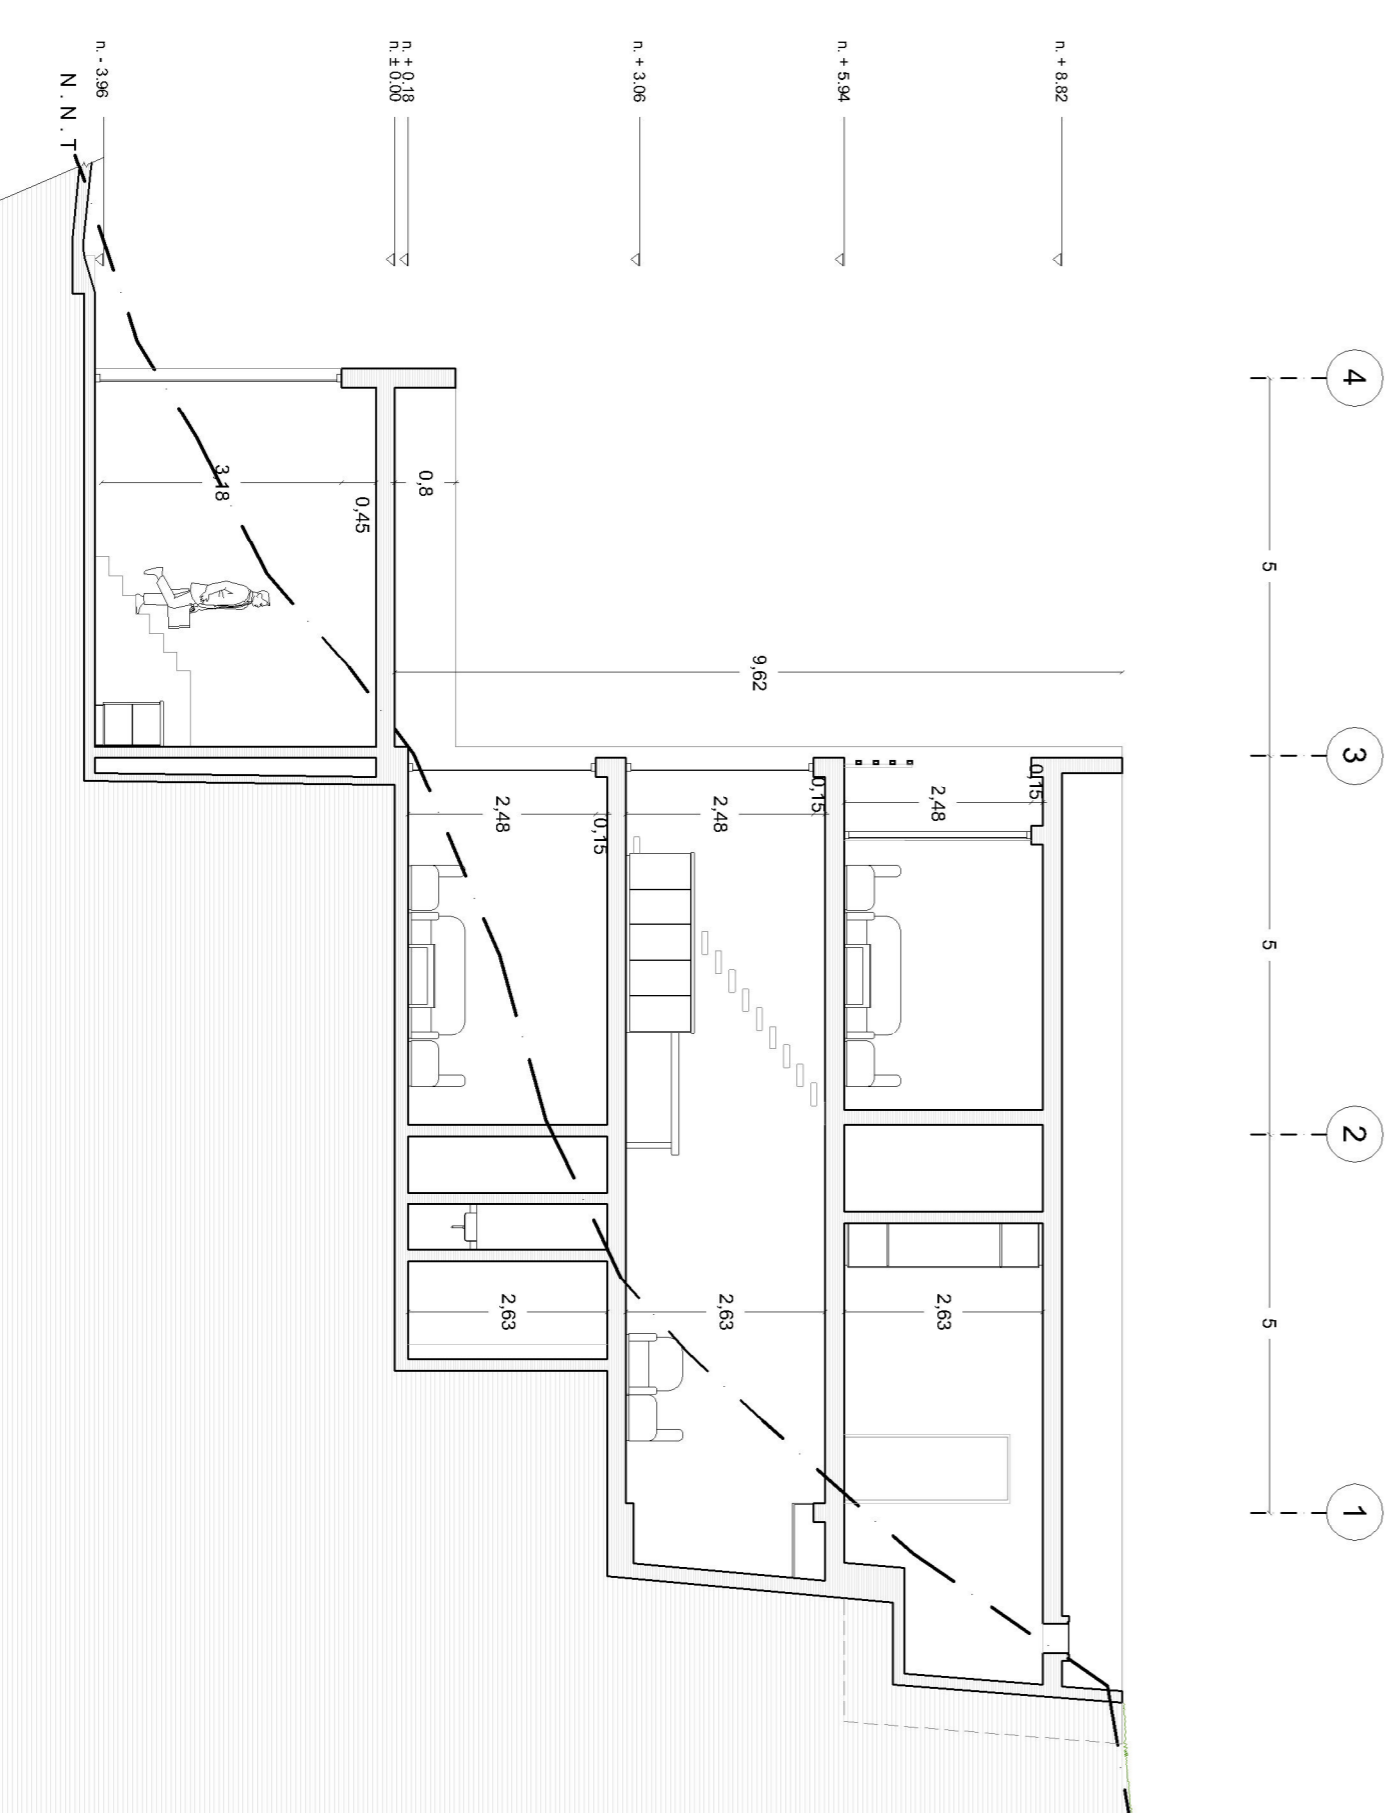 4
3
2
1
5
5
5
n. + 8.82
n. + 5.94
n. + 3.06
n. + 0.18
n. ± 0.00
n. - 3.96
N.N.T
9,62
0,8
0,45
3,18
0,15
2,48
2,63
0,15
2,48
2,63
0,15
2,48
2,63